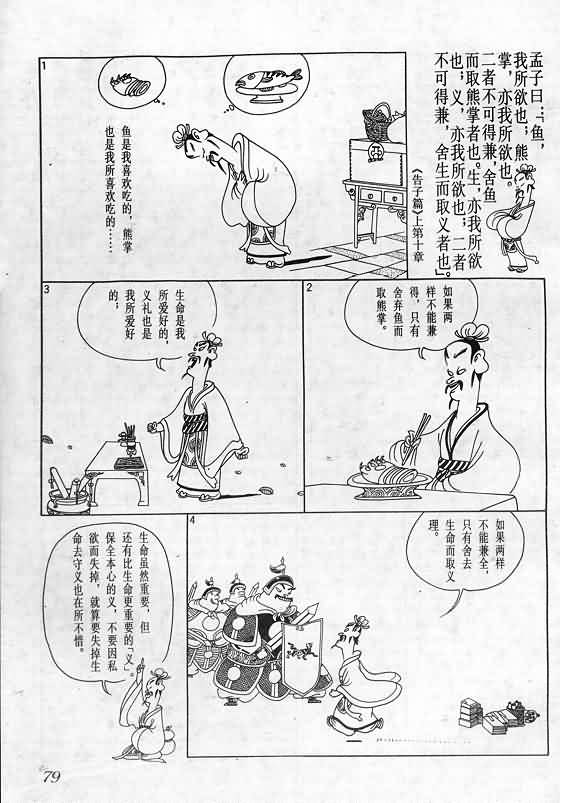 孟子曰：「鱼，
我所欲也；熊
掌，亦我所欲也。
二者不可得兼，舍鱼
而取熊掌者也。生，亦我所欲
也，义，亦我所欲也；二者
不可得兼，舍生而取义者也」。
《告子篇》上第十章
1
鱼是我喜欢吃的，熊掌
也是我所喜欢吃的……
2
如果两
样不能兼
得，只有
舍弃鱼而
取熊掌。
3
生命是我
所爱好的，
义礼也是
我所爱好
的；
4
如果两样
不能兼全，
只有舍去
生命而取义
理。
生命虽然重要，但
还有比生命更重要的「义」。
保全本心的义，不要因私
欲而失掉，就算要失掉生
命去守义也在所不惜。
79